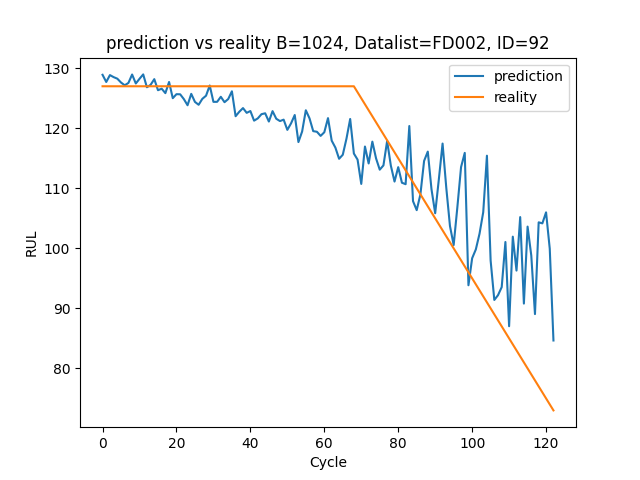 prediction vs reality B=1024, Datalist=FD002, ID=92
prediction
reality
130
120
110
100
90
80
RUL
0
20
40
60
80
100
120
Cycle